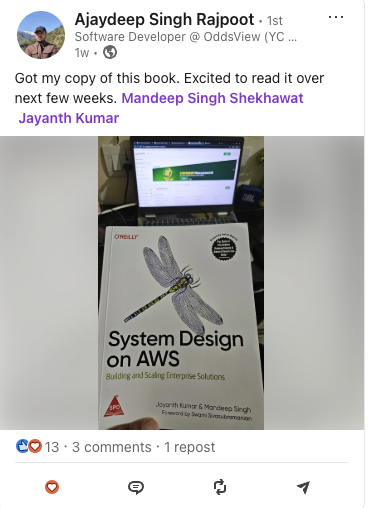 Ajaydeep Singh Rajpoot · 1st
Software Developer @ OddsView (YC ...
1w ·
Got my copy of this book. Excited to read it over
next few weeks. Mandeep Singh Shekhawat
Jayanth Kumar
O'REILLY
System Design
on AWS
Building and Scaling Enterprise Solutions
SPD
Jayanth Kumar & Mandeep Singh
Foreword by Swami Sivasubramanian
13 · 3 comments · 1 repost